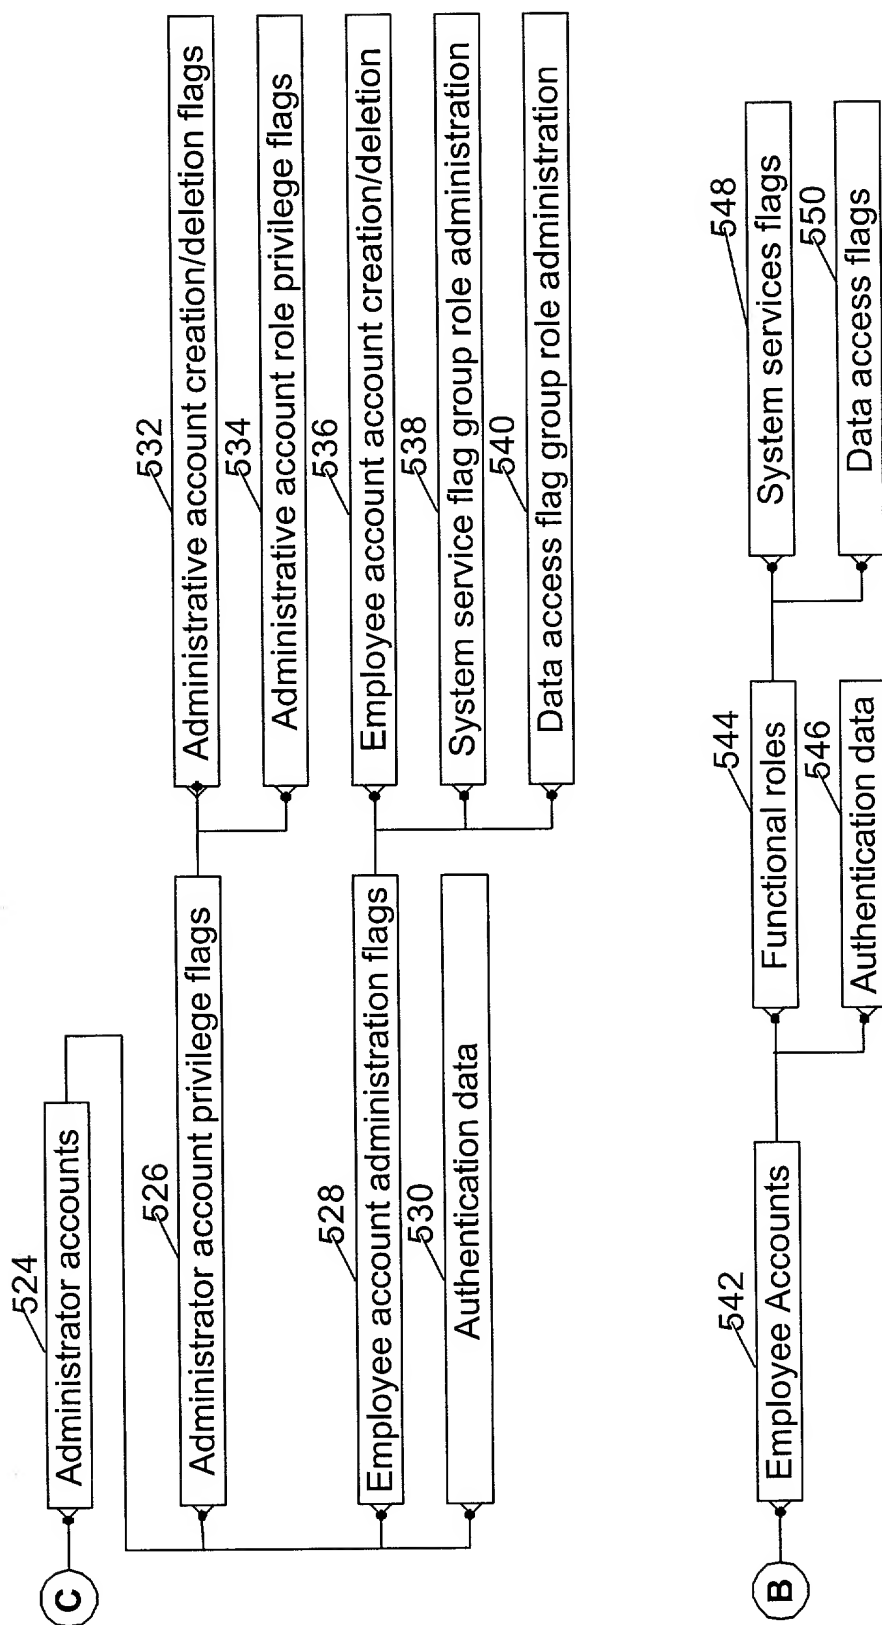 C
524
Administrator accounts
526
Administrator account privilege flags
532
Administrative account creation/deletion flags
534
Administrative account role privilege flags
528
Employee account administration flags
536
Employee account account creation/deletion
538
System service flag group role administration
540
Data access flag group role administration
530
Authentication data
B
542
Employee Accounts
544
Functional roles
548
System services flags
550
Data access flags
546
Authentication data